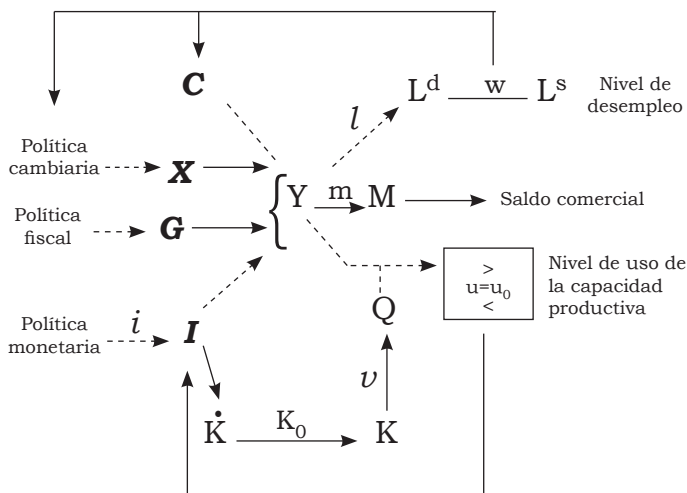 C
l
L^d w L^s
Nivel de
desempleo
Política
cambiaria
X
Y m M
Saldo comercial
Política
fiscal
G
>
u=u_0
<
Nivel de uso de
la capacidad
productiva
Q
Política
monetaria
i
I
v
K̇ K_0 K